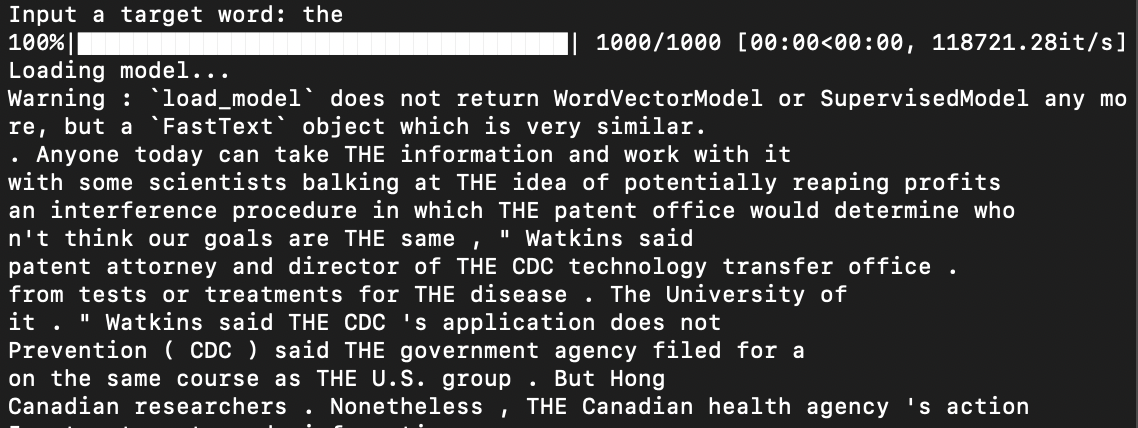 Input a target word: the
100%|██████████████████████████████████| 1000/1000 [00:00<00:00, 118721.28it/s]
Loading model...
Warning : `load_model` does not return WordVectorModel or SupervisedModel any mo
re, but a `FastText` object which is very similar.
. Anyone today can take THE information and work with it
with some scientists balking at THE idea of potentially reaping profits
an interference procedure in which THE patent office would determine who
n't think our goals are THE same , " Watkins said
patent attorney and director of THE CDC technology transfer office .
from tests or treatments for THE disease . The University of
it . " Watkins said THE CDC 's application does not
Prevention ( CDC ) said THE government agency filed for a
on the same course as THE U.S. group . But Hong
Canadian researchers . Nonetheless , THE Canadian health agency 's action